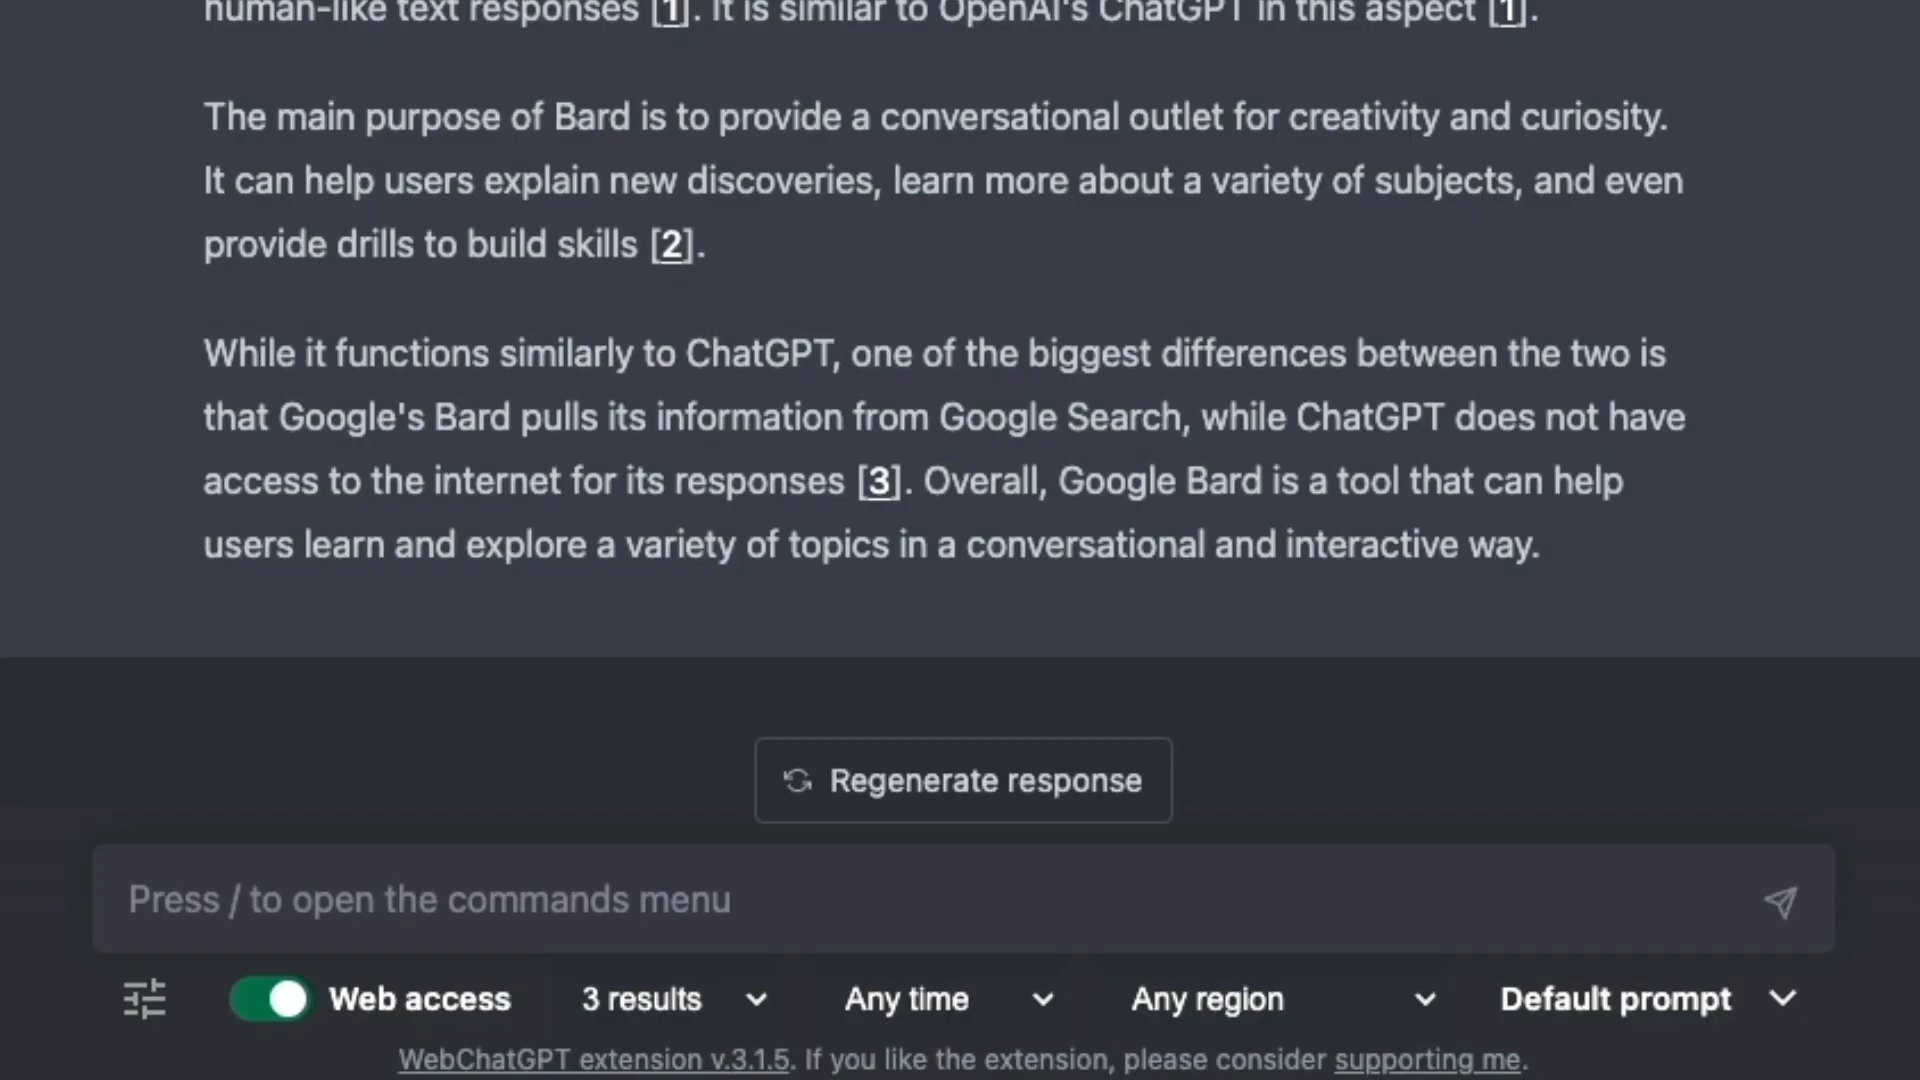 human-like text responses [1]. It is similar to OpenAI's ChatGPT in this aspect [1].
The main purpose of Bard is to provide a conversational outlet for creativity and curiosity.
It can help users explain new discoveries, learn more about a variety of subjects, and even
provide drills to build skills [2].
While it functions similarly to ChatGPT, one of the biggest differences between the two is
that Google's Bard pulls its information from Google Search, while ChatGPT does not have
access to the internet for its responses [3]. Overall, Google Bard is a tool that can help
users learn and explore a variety of topics in a conversational and interactive way.
Regenerate response
Press / to open the commands menu
Web access 3 results Any time Any region Default prompt
WebChatGPT extension v.3.1.5. If you like the extension, please consider supporting me.